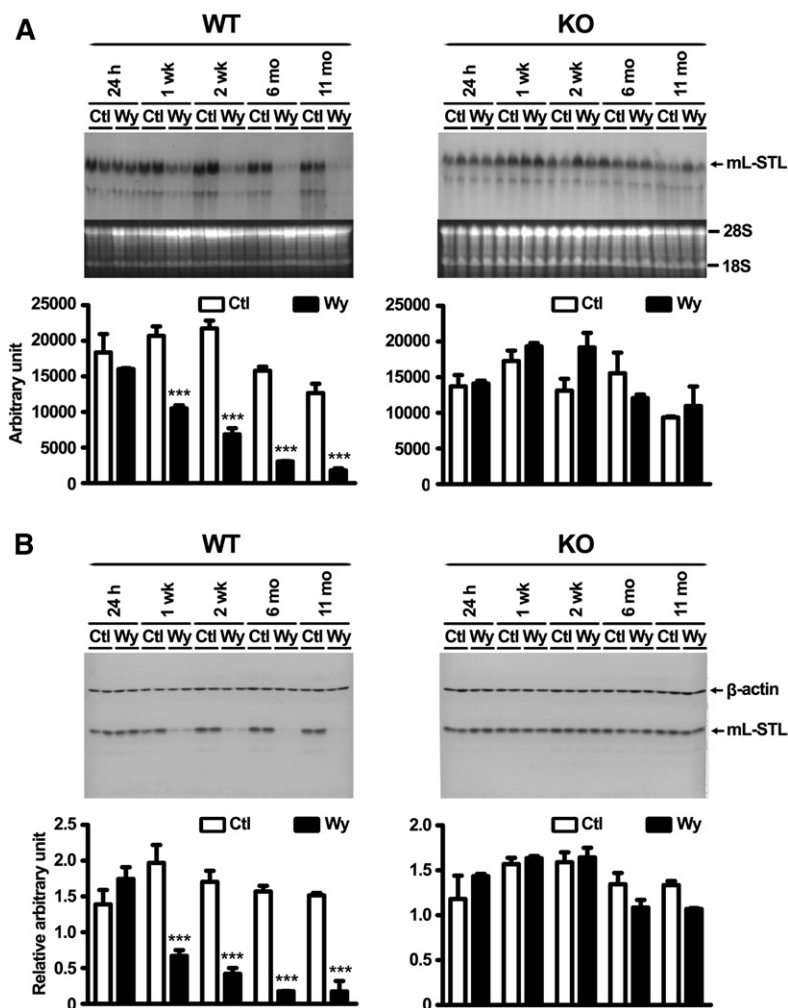 A
WT
KO
24 h 1 wk 2 wk 6 mo 11 mo
24 h 1 wk 2 wk 6 mo 11 mo
Ctl Wy Ctl Wy Ctl Wy Ctl Wy Ctl Wy
Ctl Wy Ctl Wy Ctl Wy Ctl Wy Ctl Wy
mL-STL
28S
18S
Arbitrary unit
25000
20000
15000
10000
5000
0
Ctl Wy
***
***
***
***
25000
20000
15000
10000
5000
0
Ctl Wy
B
WT
KO
24 h 1 wk 2 wk 6 mo 11 mo
24 h 1 wk 2 wk 6 mo 11 mo
Ctl Wy Ctl Wy Ctl Wy Ctl Wy Ctl Wy
Ctl Wy Ctl Wy Ctl Wy Ctl Wy Ctl Wy
β-actin
mL-STL
Relative arbitrary unit
2.5
2.0
1.5
1.0
0.5
0
Ctl Wy
***
***
***
***
2.0
1.5
1.0
0.5
0
Ctl Wy